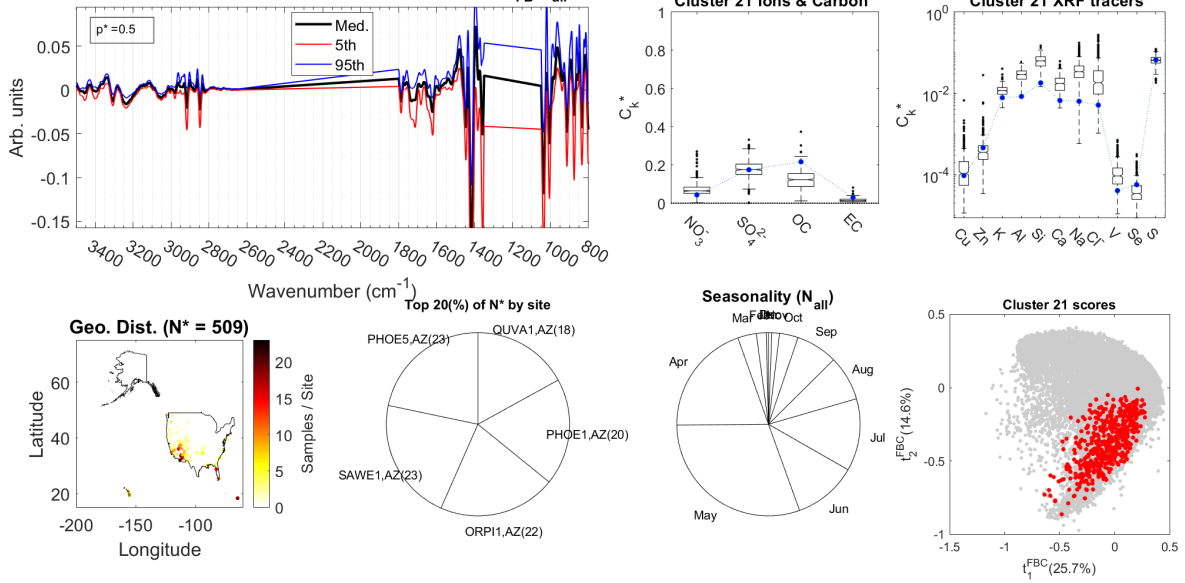 Cluster 21 Ions & Carbon
Cluster 21 XRF tracers
p* =0.5
Med.
5th
95th
0.05
0
-0.05
-0.1
-0.15
Arb. units
3400
3200
3000
2800
2600
2400
2200
2000
1800
1600
1400
1200
1000
800
Wavenumber (cm-1)
1
0.8
0.6
0.4
0.2
0
Ck*
NO3-
SO42-
OC
EC
100
10-2
10-4
Ck*
Cu
Zn
K
Al
Si
Ca
Na
Cl-
V
Se
S
Geo. Dist. (N* = 509)
60
40
20
Latitude
-200
-150
-100
Longitude
20
15
10
5
0
Samples / Site
Top 20(%) of N* by site
PHOE5,AZ(23)
QUVA1,AZ(18)
PHOE1,AZ(20)
SAWE1,AZ(23)
ORPI1,AZ(22)
Seasonality (Nall)
Mar
Nov
Oct
Sep
Apr
Aug
Jul
May
Jun
Cluster 21 scores
0.5
0
-0.5
-1
t2FBC(14.6%)
-1.5
-1
-0.5
0
0.5
t1FBC(25.7%)